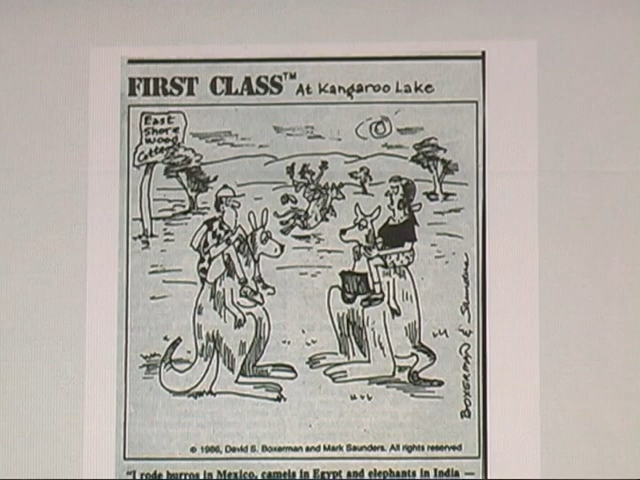 FIRST CLASS™ At Kangaroo Lake
East
Shore
Wood
Cottage
BOXERMAN & Saunders
© 1986, David S. Boxerman and Mark Saunders. All rights reserved
"I rode burros in Mexico, camels in Egypt and elephants in India —